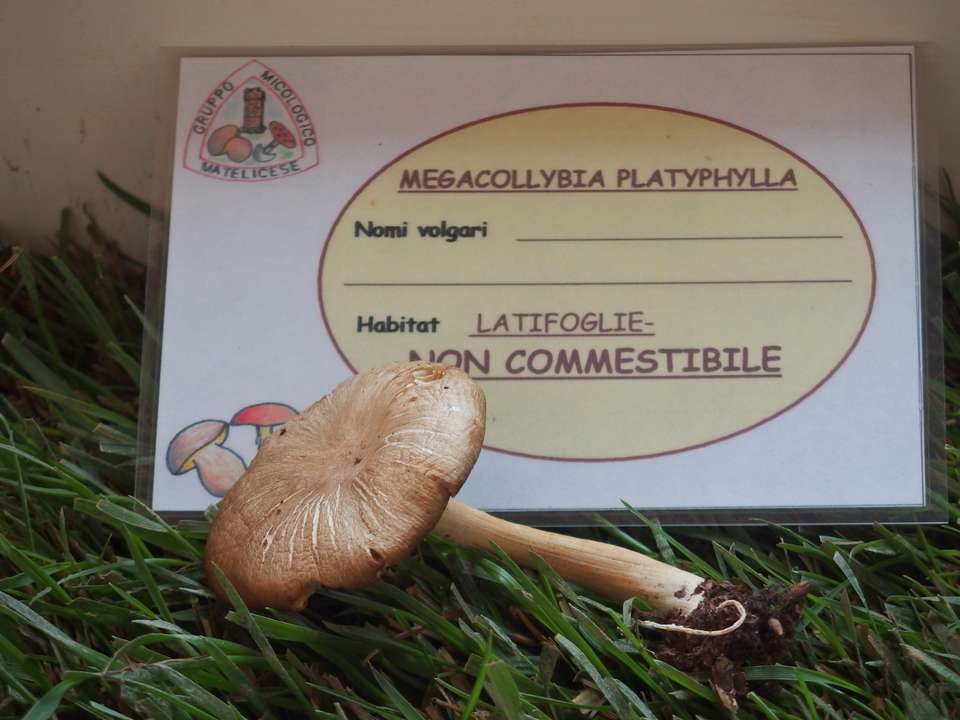 GRUPPO MICOLOGICO
MATELICESE
MEGACOLLYBIA PLATYPHYLLA
Nomi volgari
Habitat LATIFOGLIE-
NON COMMESTIBILE